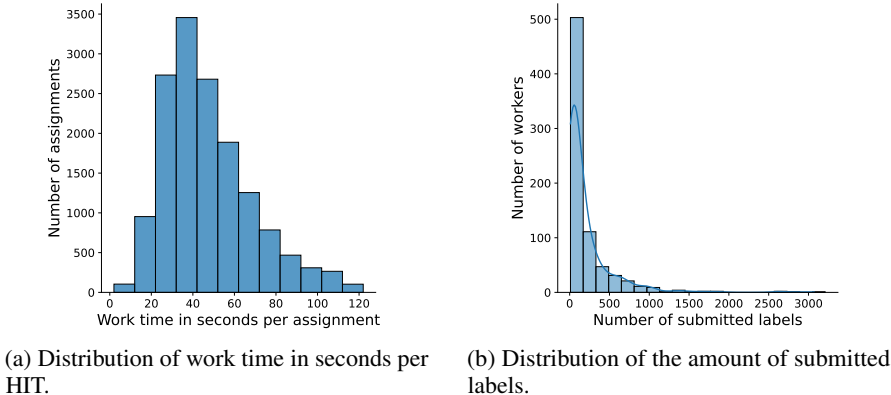 3500
3000
2500
2000
1500
1000
500
0
Number of assignments
0 20 40 60 80 100 120
Work time in seconds per assignment
(a) Distribution of work time in seconds per
HIT.
500
400
300
200
100
0
Number of workers
0 500 1000 1500 2000 2500 3000
Number of submitted labels
(b) Distribution of the amount of submitted
labels.